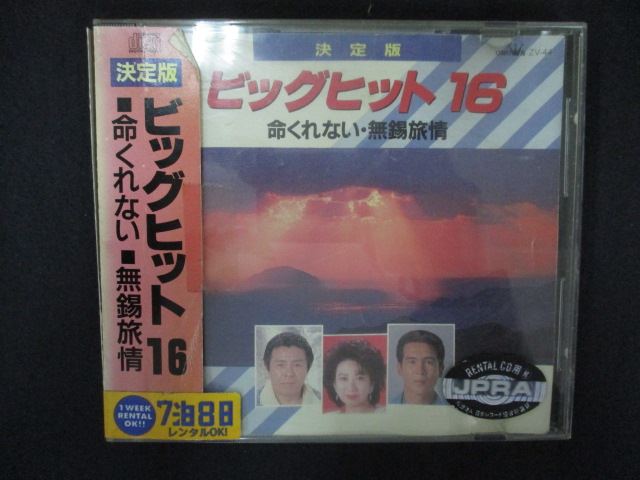 決定版
ビッグヒット16
■命くれない ■無錫旅情
1 WEEK
RENTAL
OK!!
7泊8日
レンタルOK!
決定版
ZV-44
ビッグヒット16
命くれない・無錫旅情
RENTAL CD用
JPRA